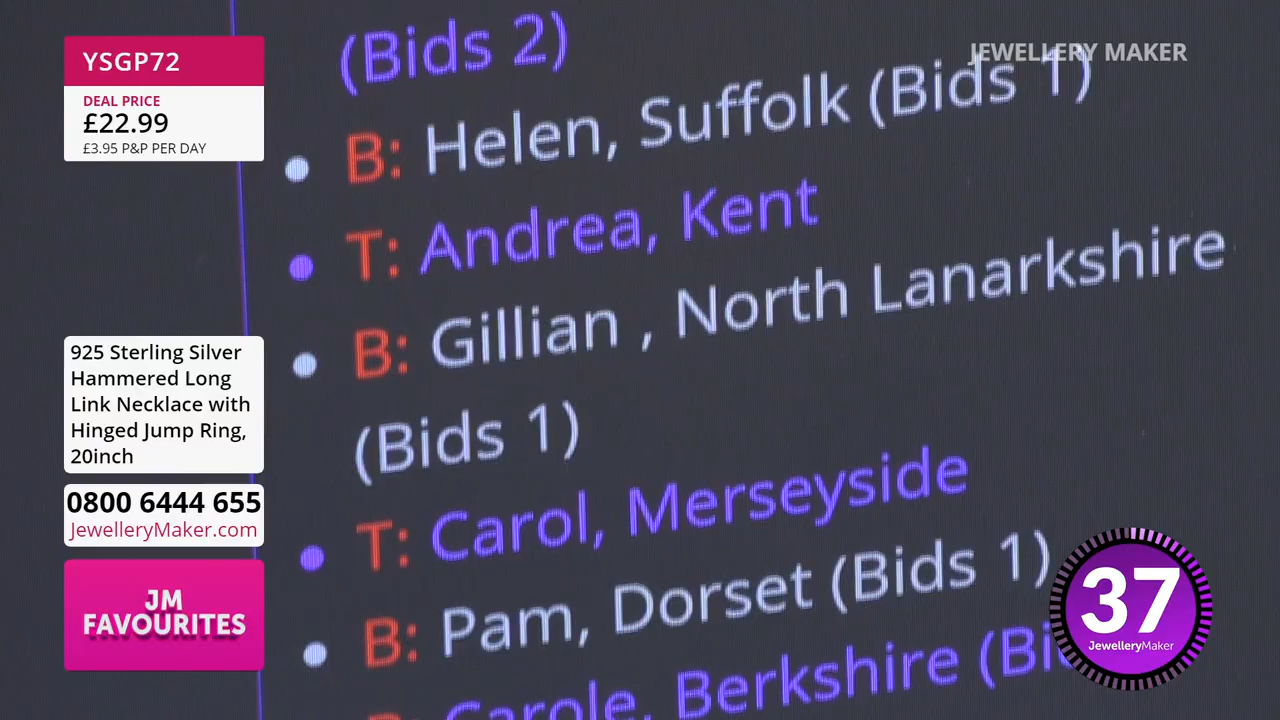 YSGP72
DEAL PRICE
£22.99
£3.95 P&P PER DAY
925 Sterling Silver
Hammered Long
Link Necklace with
Hinged Jump Ring,
20inch
0800 6444 655
JewelleryMaker.com
JM
FAVOURITES
JEWELLERY MAKER
(Bids 2)
B: Helen, Suffolk (Bids 1)
T: Andrea, Kent
B: Gillian , North Lanarkshire
(Bids 1)
T: Carol, Merseyside
B: Pam, Dorset (Bids 1)
Carole, Berkshire
37
JewelleryMaker